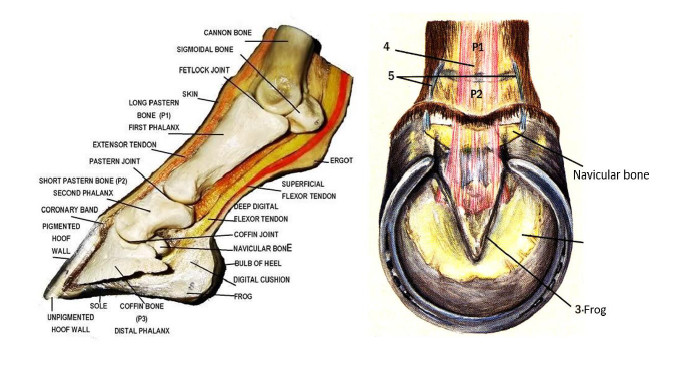 CANNON BONE
SIGMOIDAL BONE
FETLOCK JOINT
SKIN
LONG PASTERN
BONE (P1)
FIRST PHALANX
EXTENSOR TENDON
PASTERN JOINT
SHORT PASTERN BONE (P2)
SECOND PHALANX
CORONARY BAND
PIGMENTED
HOOF
WALL
UNPIGMENTED
HOOF WALL
SOLE
COFFIN BONE
(P3)
DISTAL PHALANX
ERGOT
SUPERFICIAL
FLEXOR TENDON
DEEP DIGITAL
FLEXOR TENDON
COFFIN JOINT
NAVICULAR BONE
BULB OF HEEL
DIGITAL CUSHION
FROG
4
P1
5
P2
Navicular bone
3-Frog